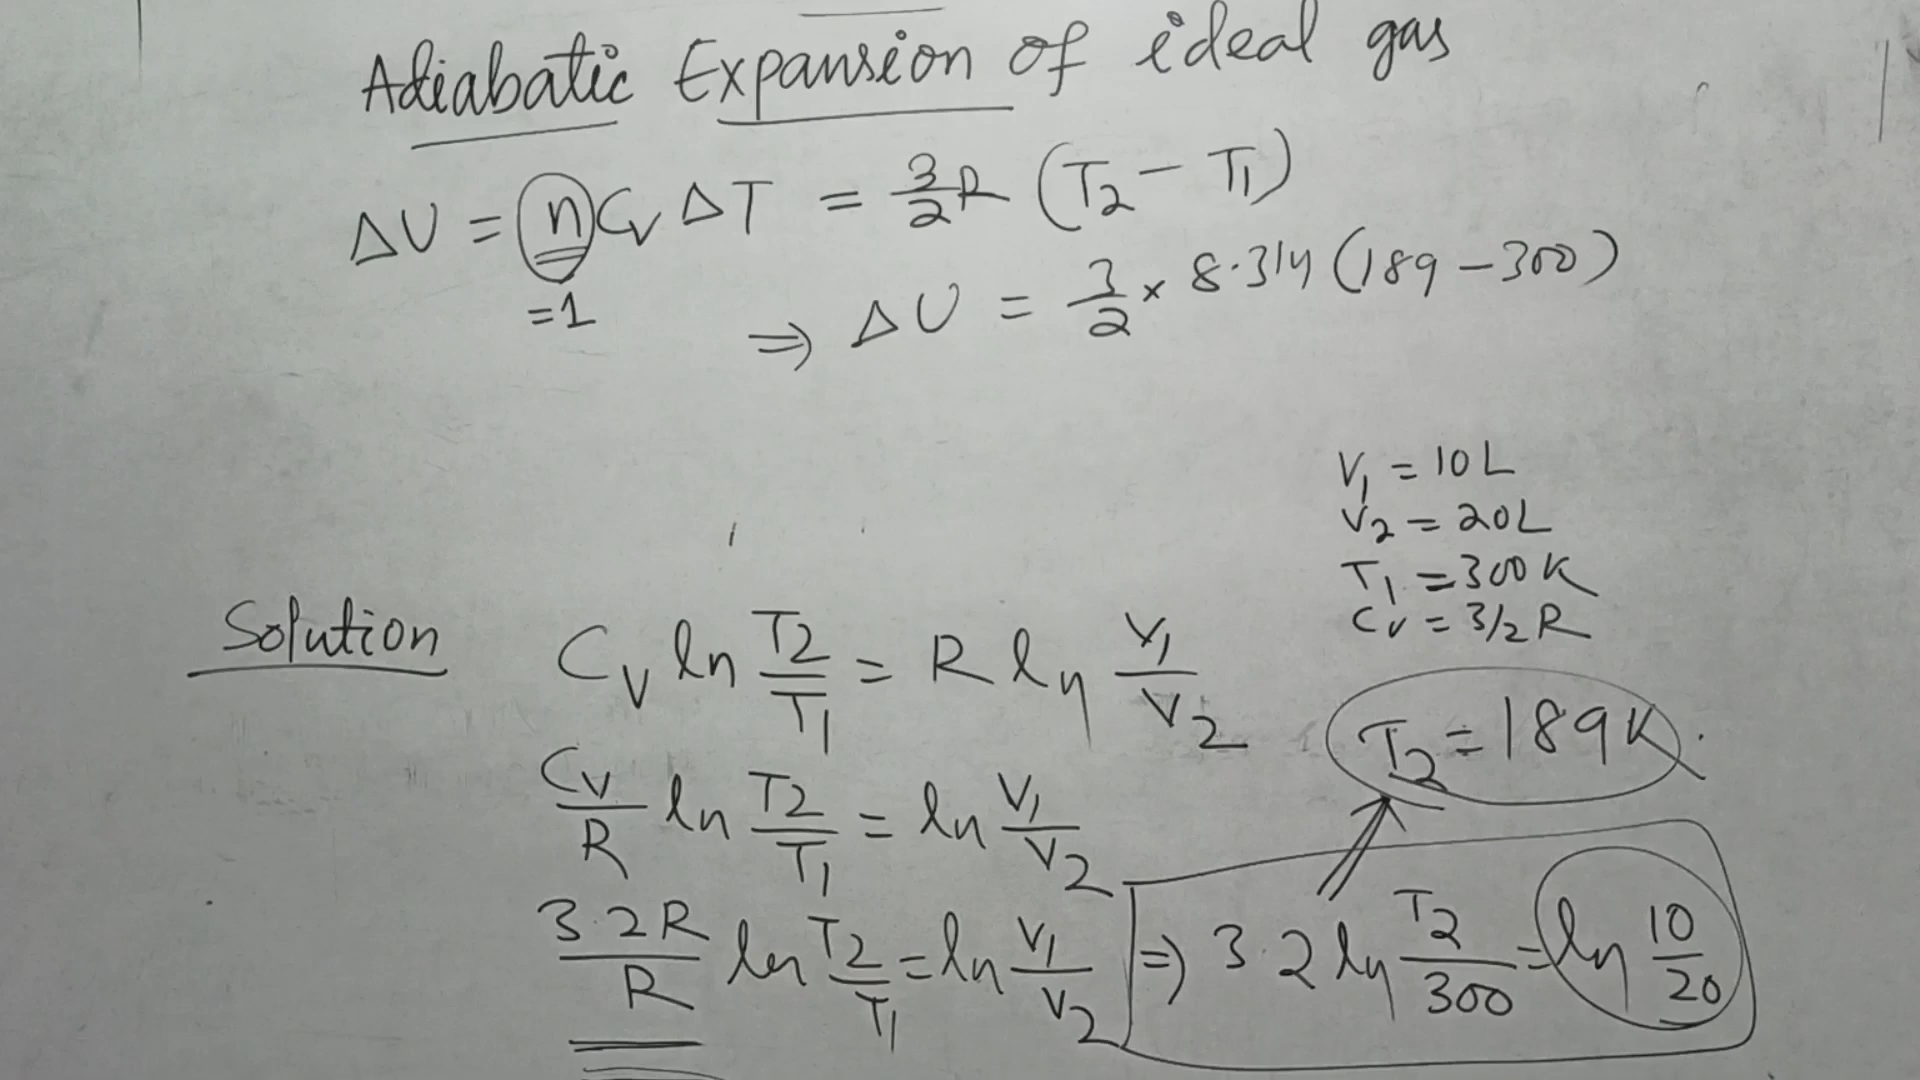 Adiabatic Expansion of ideal gas
ΔU = nCv ΔT = 3/2 R (T2 - T1)
=1
⇒ ΔU = 3/2 × 8.314 (189 - 300)
V1 = 10L
V2 = 20L
T1 = 300K
Cv = 3/2 R
Solution
Cv ln T2/T1 = R ln V1/V2
T2 = 189K.
Cv/R ln T2/T1 = ln V1/V2
3.2R/R ln T2/T1 = ln V1/V2
⇒ 3.2 ln T2/300 = ln 10/20